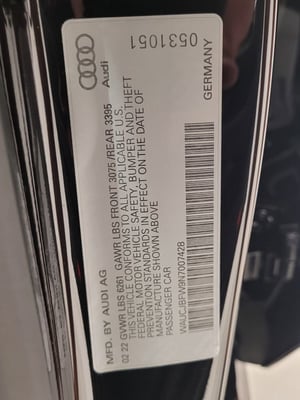 MFD. BY AUDI AG
02 22 GVWR LBS 6261 GAWR LBS FRONT 3075 /REAR 3395
THIS VEHICLE CONFORMS TO ALL APPLICABLE U.S.
FEDERAL MOTOR VEHICLE SAFETY, BUMPER AND THEFT
PREVENTION STANDARDS IN EFFECT ON THE DATE OF
MANUFACTURE SHOWN ABOVE
PASSENGER CAR
WAUCJBFW9N7007428
GERMANY
Audi
0531051